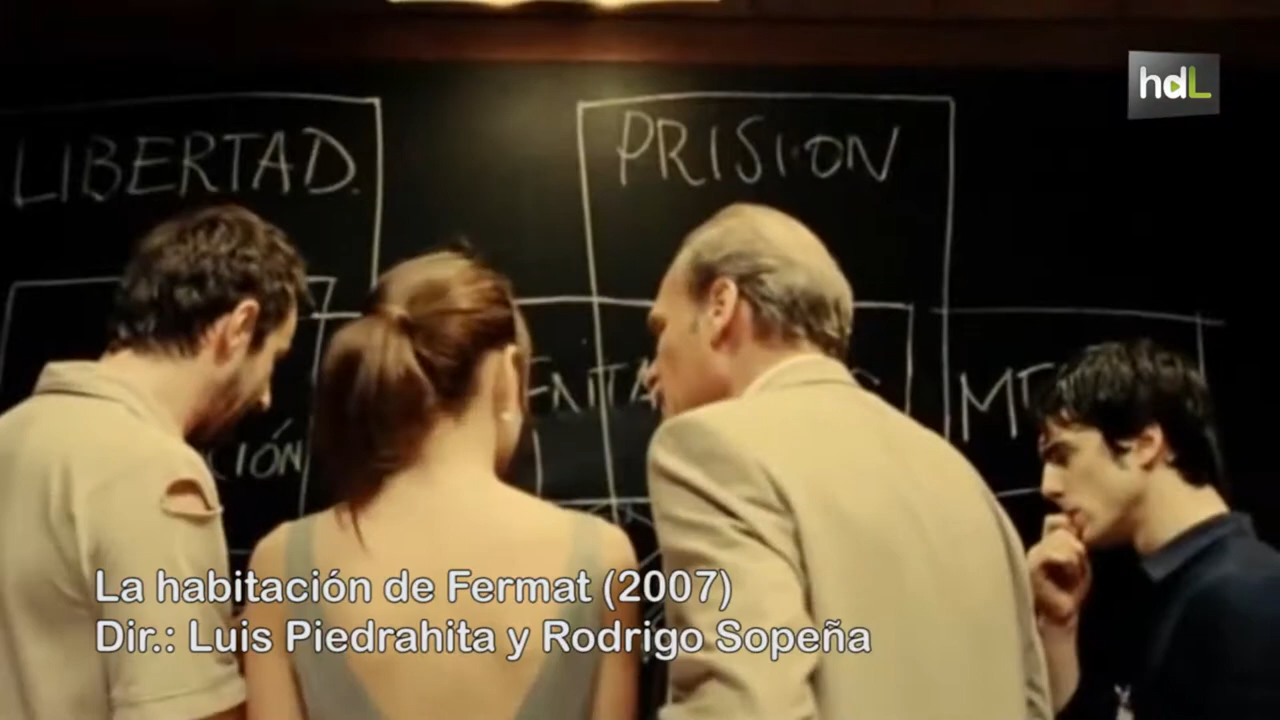 hdL
LIBERTAD.
PRISION
La habitación de Fermat (2007)
Dir.: Luis Piedrahita y Rodrigo Sopeña